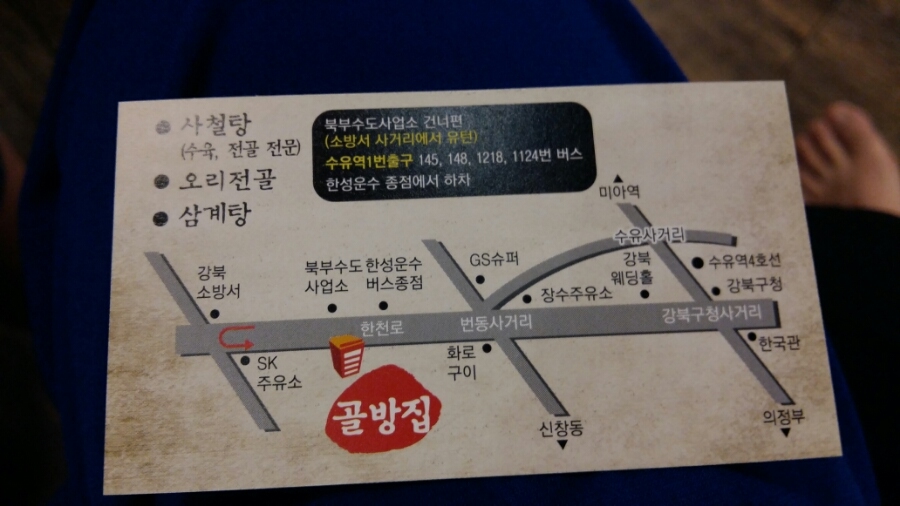 사철탕
(수육, 전골 전문)
오리전골
삼계탕
북부수도사업소 건너편
(소방서 사거리에서 유턴)
수유역1번출구 145, 148, 1218, 1124번 버스
한성운수 종점에서 하차
▲
미아역
수유사거리
강북
소방서
북부수도
사업소
한성운수
버스종점
GS슈퍼
장수주유소
강북
웨딩홀
수유역4호선
강북구청
한천로
번동사거리
강북구청사거리
SK
주유소
화로
구이
한국관
골방집
신창동
▼
의정부
▼